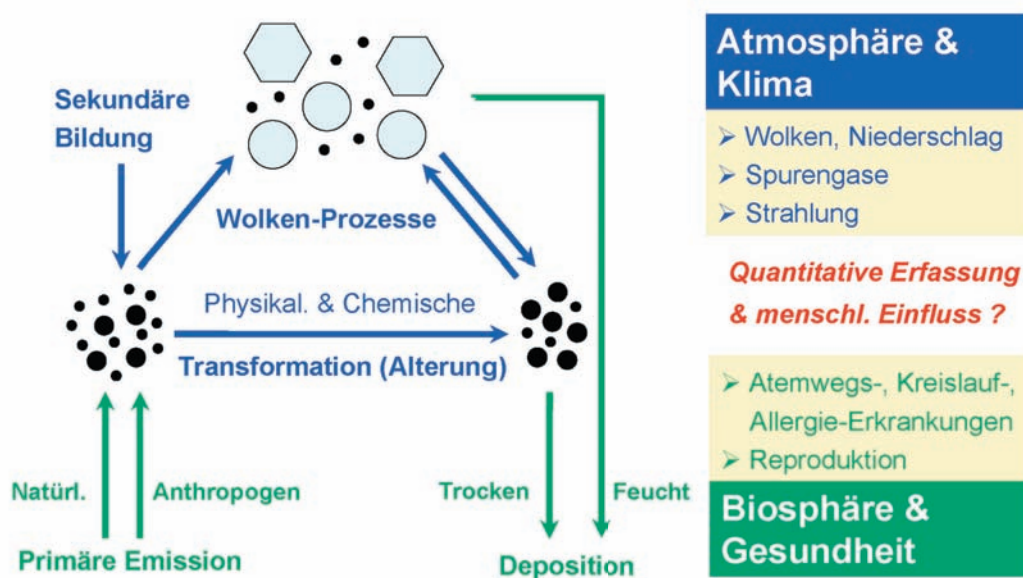 Sekundäre
Bildung
Wolken-Prozesse
Physikal. & Chemische
Transformation (Alterung)
Natürl.
Anthropogen
Primäre Emission
Trocken
Feucht
Deposition
Atmosphäre &
Klima
➢ Wolken, Niederschlag
➢ Spurengase
➢ Strahlung
Quantitative Erfassung
& menschl. Einfluss ?
➢ Atemwegs-, Kreislauf-,
Allergie-Erkrankungen
➢ Reproduktion
Biosphäre &
Gesundheit